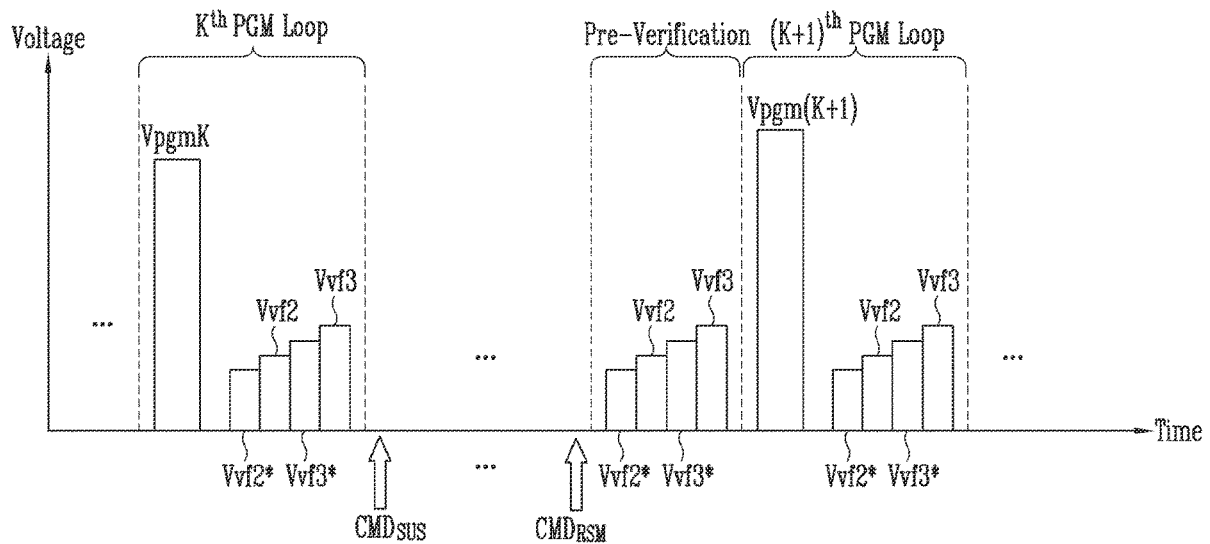 Voltage
Kth PGM Loop
Pre-Verification
(K+1)th PGM Loop
VpgmK
Vpgm(K+1)
Vvf3
Vvf2
Vvf3
Vvf2
Vvf3
Vvf2
...
...
...
Time
Vvf2*
Vvf3*
...
Vvf2*
Vvf3*
Vvf2*
Vvf3*
CMDSUS
CMDRSM